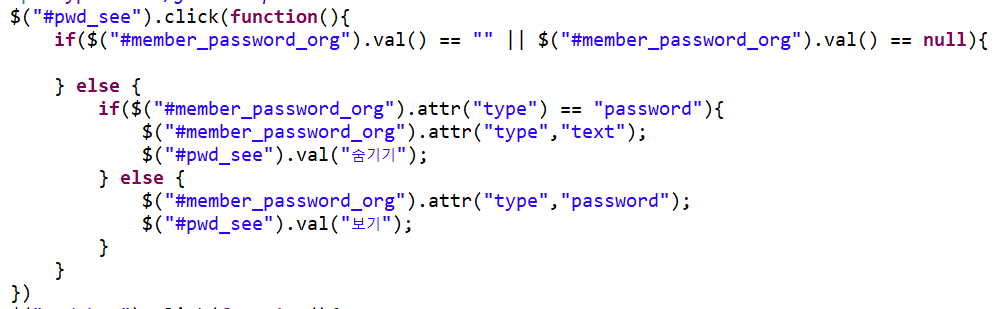 $("#pwd_see").click(function(){
    if($("#member_password_org").val() == "" || $("#member_password_org").val() == null){
    } else {
        if($("#member_password_org").attr("type") == "password"){
            $("#member_password_org").attr("type","text");
            $("#pwd_see").val("숨기기");
        } else {
            $("#member_password_org").attr("type","password");
            $("#pwd_see").val("보기");
        }
    }
})